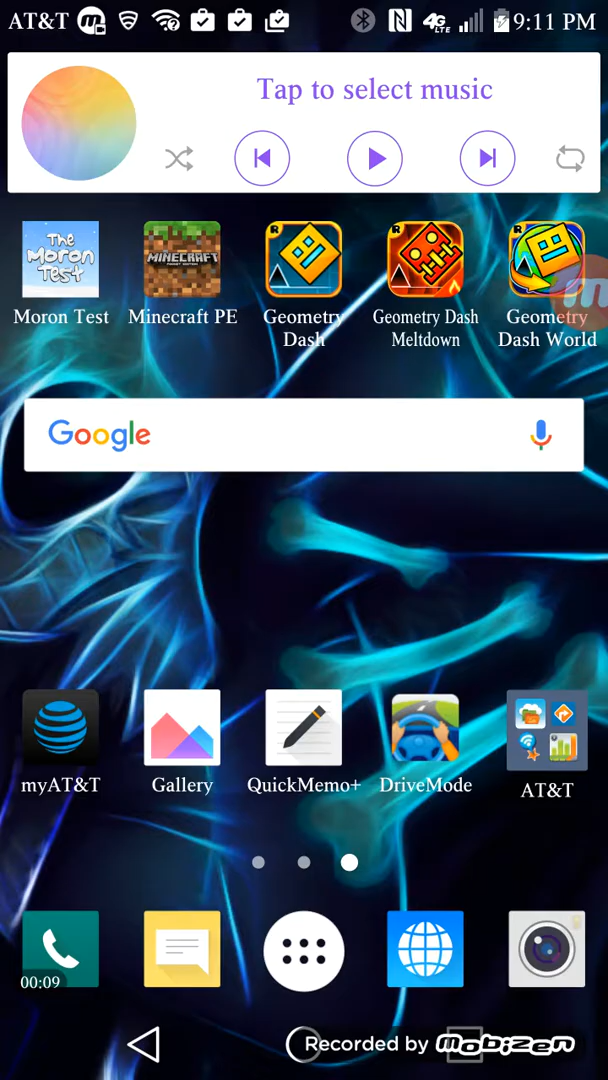 AT&T 4G LTE 9:11 PM
Tap to select music
The
Moron
Test
MINECRAFT
R
R
R
Moron Test
Minecraft PE
Geometry
Dash
Geometry Dash
Meltdown
Geometry
Dash World
Google
myAT&T
Gallery
QuickMemo+
DriveMode
AT&T
00:09
Recorded by Mobizen